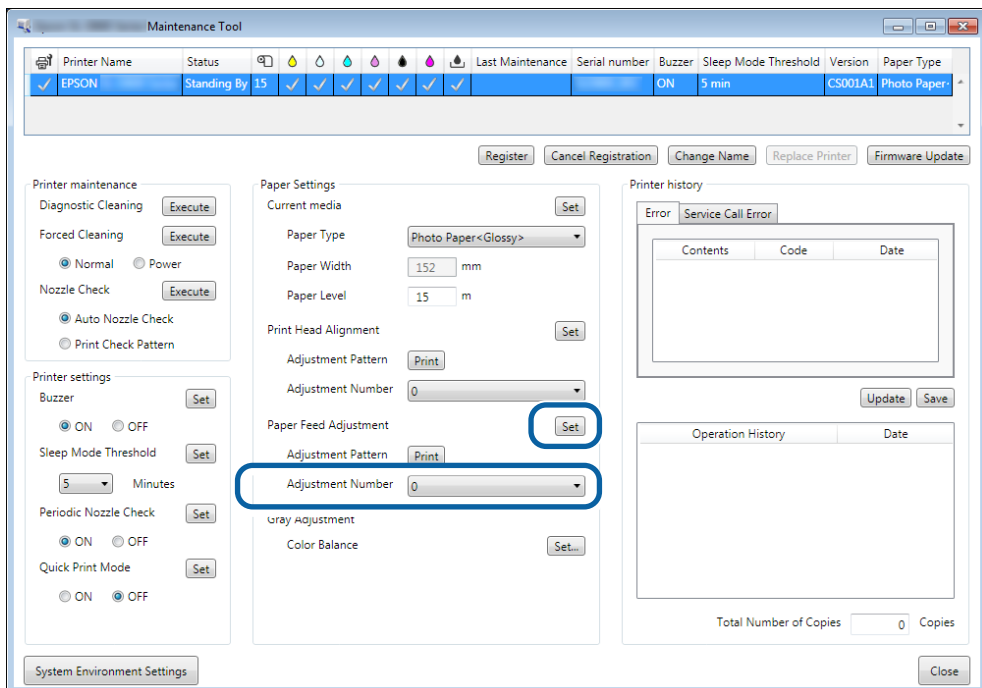 Maintenance Tool
Printer Name Status Last Maintenance Serial number Buzzer Sleep Mode Threshold Version Paper Type
EPSON Standing By 15 ON 5 min CS001A1 Photo Paper
Register Cancel Registration Change Name Replace Printer Firmware Update
Printer maintenance
Diagnostic Cleaning Execute
Forced Cleaning Execute
Normal Power
Nozzle Check Execute
Auto Nozzle Check
Print Check Pattern
Printer settings
Buzzer Set
ON OFF
Sleep Mode Threshold Set
5 Minutes
Periodic Nozzle Check Set
ON OFF
Quick Print Mode Set
ON OFF
Paper Settings
Current media Set
Paper Type Photo Paper<Glossy>
Paper Width 152 mm
Paper Level 15 m
Print Head Alignment Set
Adjustment Pattern Print
Adjustment Number 0
Paper Feed Adjustment Set
Adjustment Pattern Print
Adjustment Number 0
Gray Adjustment
Color Balance Set...
Printer history
Error Service Call Error
Contents Code Date
Update Save
Operation History Date
Total Number of Copies 0 Copies
System Environment Settings Close